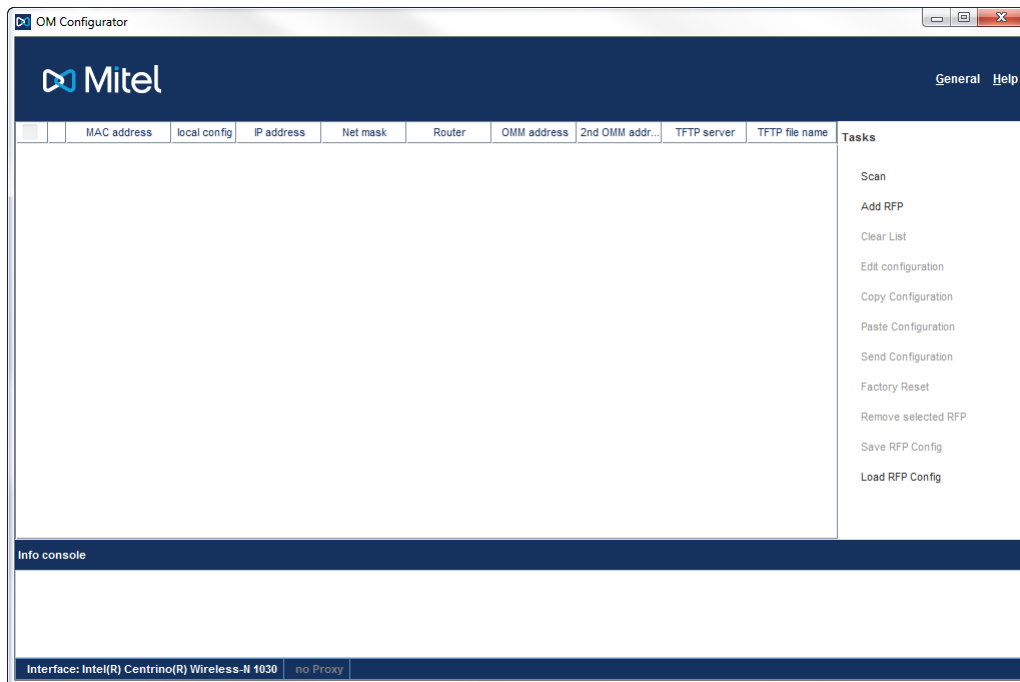 OM Configurator
Mitel
General Help
MAC address local config IP address Net mask Router OMM address 2nd OMM addr... TFTP server TFTP file name
Tasks
Scan
Add RFP
Clear List
Edit configuration
Copy Configuration
Paste Configuration
Send Configuration
Factory Reset
Remove selected RFP
Save RFP Config
Load RFP Config
Info console
Interface: Intel(R) Centrino(R) Wireless-N 1030 no Proxy